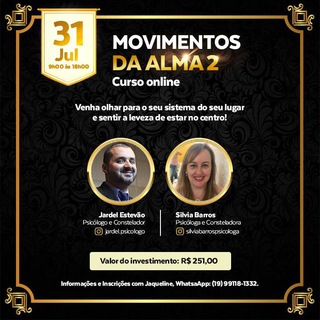 31
Jul
9h00 às 18h00
MOVIMENTOS
DA ALMA 2
Curso online
Venha olhar para o seu sistema do seu lugar
e sentir a leveza de estar no centro!
Jardel Estevão
Psicólogo e Constelador
jardel.psicologo
Silvia Barros
Psicóloga e Consteladora
silviabarrospsicologa
Valor do investimento: R$ 251,00
Informações e Inscrições com Jaqueline, WhatsApp: (19) 99118-1332.